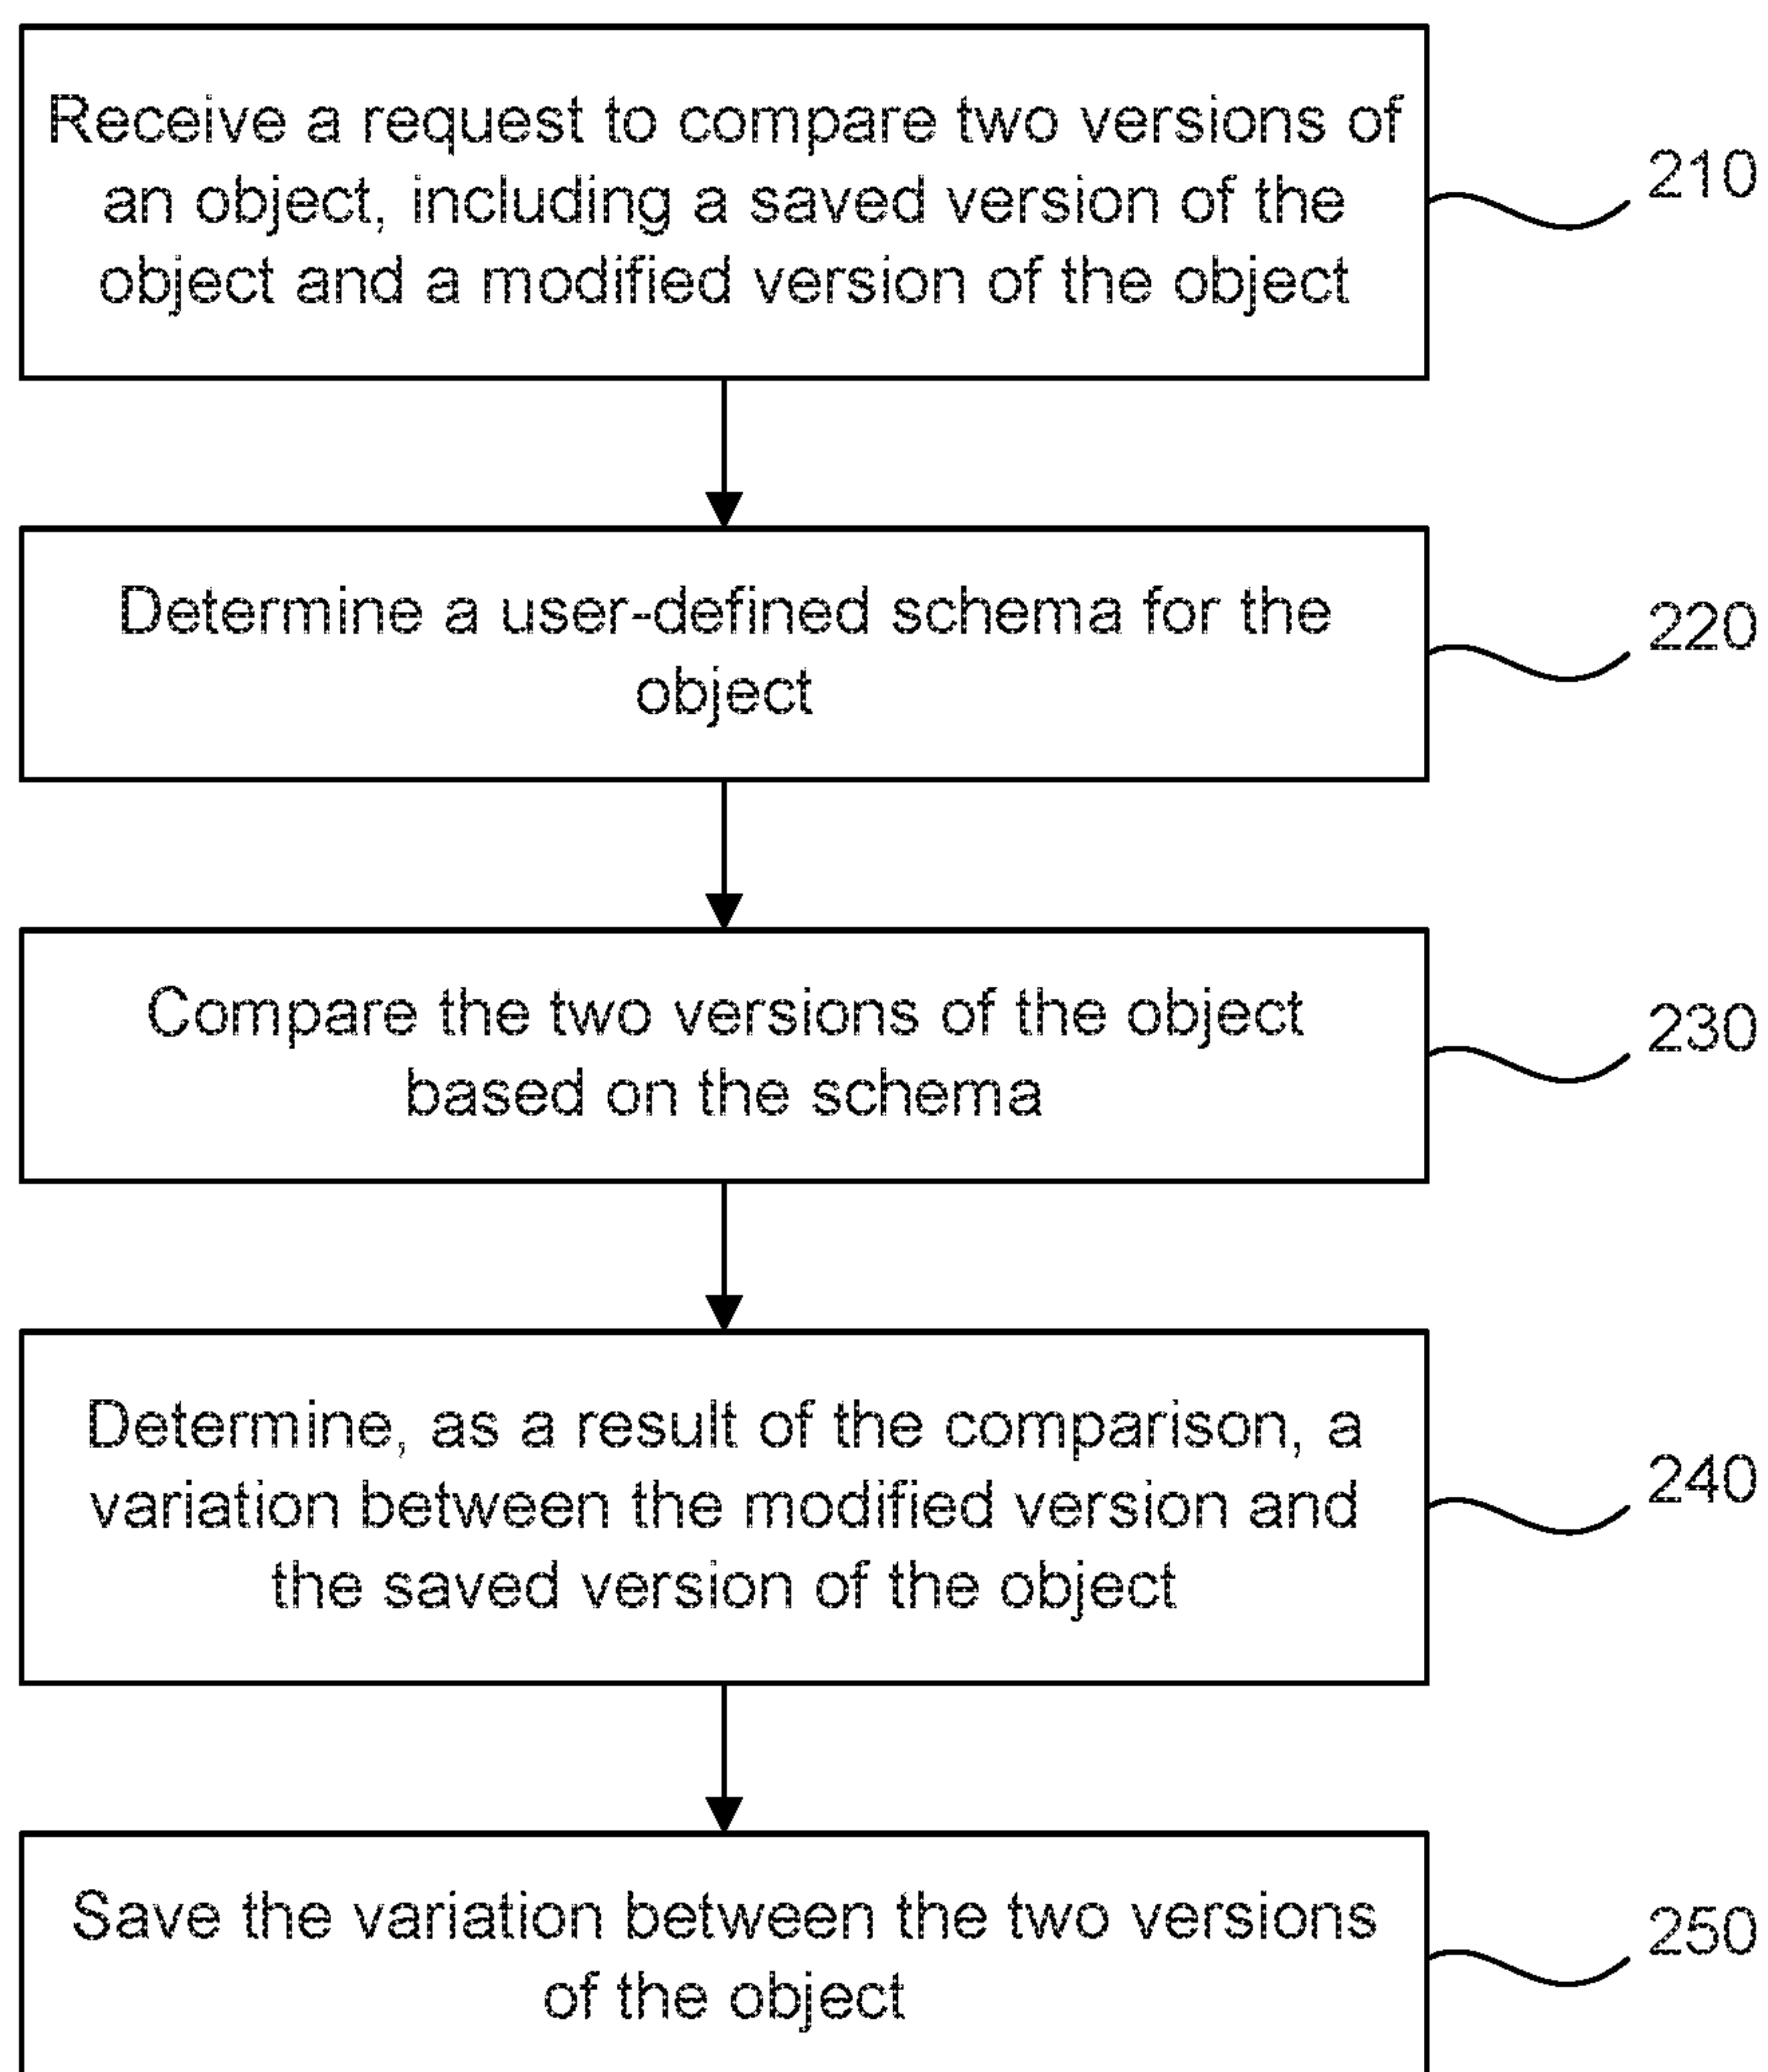 Receive a request to compare two versions of
an object, including a saved version of the
object and a modified version of the object
210
Determine a user-defined schema for the
object
220
Compare the two versions of the object
based on the schema
230
Determine, as a result of the comparison, a
variation between the modified version and
the saved version of the object
240
Save the variation between the two versions
of the object
250